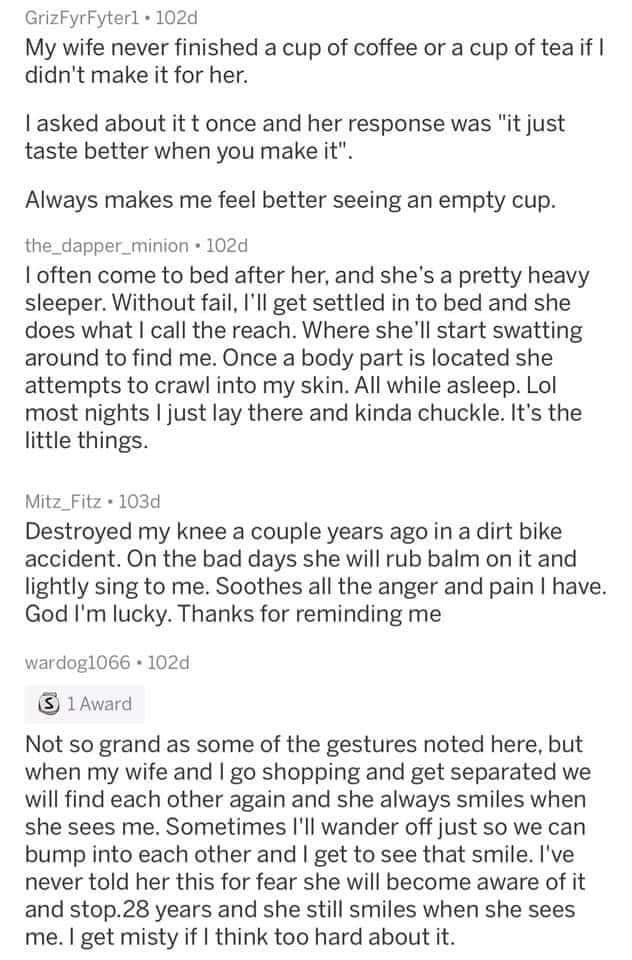 GrizFyrFyter1 • 102d
My wife never finished a cup of coffee or a cup of tea if I
didn't make it for her.
I asked about it t once and her response was "it just
taste better when you make it".
Always makes me feel better seeing an empty cup.
the_dapper_minion • 102d
I often come to bed after her, and she's a pretty heavy
sleeper. Without fail, I'll get settled in to bed and she
does what I call the reach. Where she'll start swatting
around to find me. Once a body part is located she
attempts to crawl into my skin. All while asleep. Lol
most nights I just lay there and kinda chuckle. It's the
little things.
Mitz_Fitz • 103d
Destroyed my knee a couple years ago in a dirt bike
accident. On the bad days she will rub balm on it and
lightly sing to me. Soothes all the anger and pain I have.
God I'm lucky. Thanks for reminding me
wardog1066 • 102d
S 1 Award
Not so grand as some of the gestures noted here, but
when my wife and I go shopping and get separated we
will find each other again and she always smiles when
she sees me. Sometimes I'll wander off just so we can
bump into each other and I get to see that smile. I've
never told her this for fear she will become aware of it
and stop.28 years and she still smiles when she sees
me. I get misty if I think too hard about it.